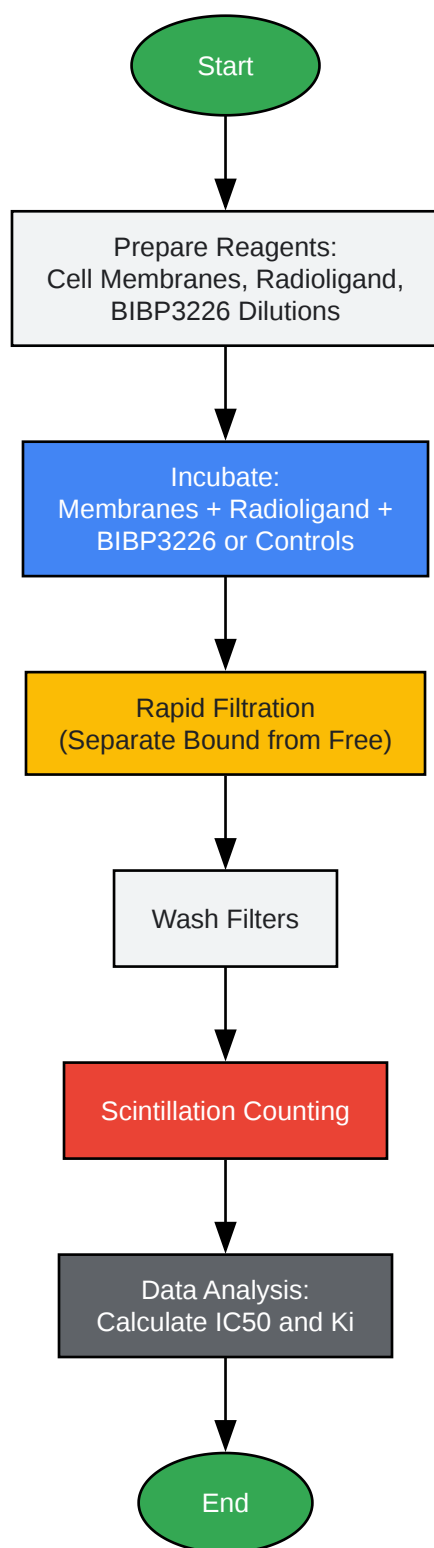 Start
Prepare Reagents:
Cell Membranes, Radioligand,
BIBP3226 Dilutions
Incubate:
Membranes + Radioligand +
BIBP3226 or Controls
Rapid Filtration
(Separate Bound from Free)
Wash Filters
Scintillation Counting
Data Analysis:
Calculate IC50 and Ki
End